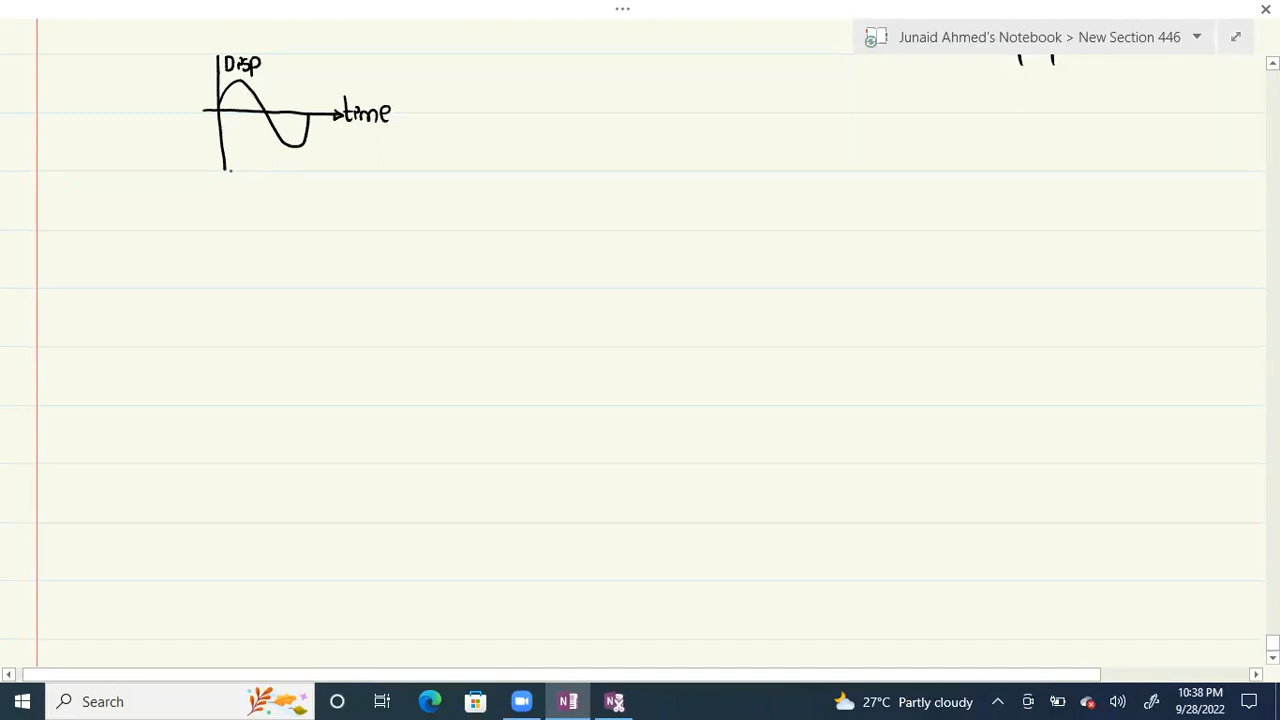 Junaid Ahmed's Notebook > New Section 446
Disp
time
Search
27°C Partly cloudy
10:38 PM
9/28/2022